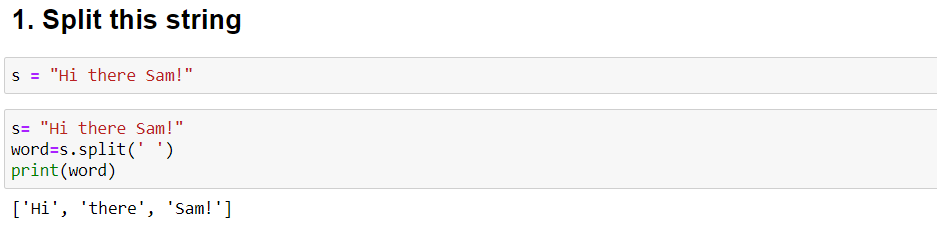 1. Split this string
s = "Hi there Sam!"
s= "Hi there Sam!"
word=s.split(' ')
print(word)
['Hi', 'there', 'Sam!']